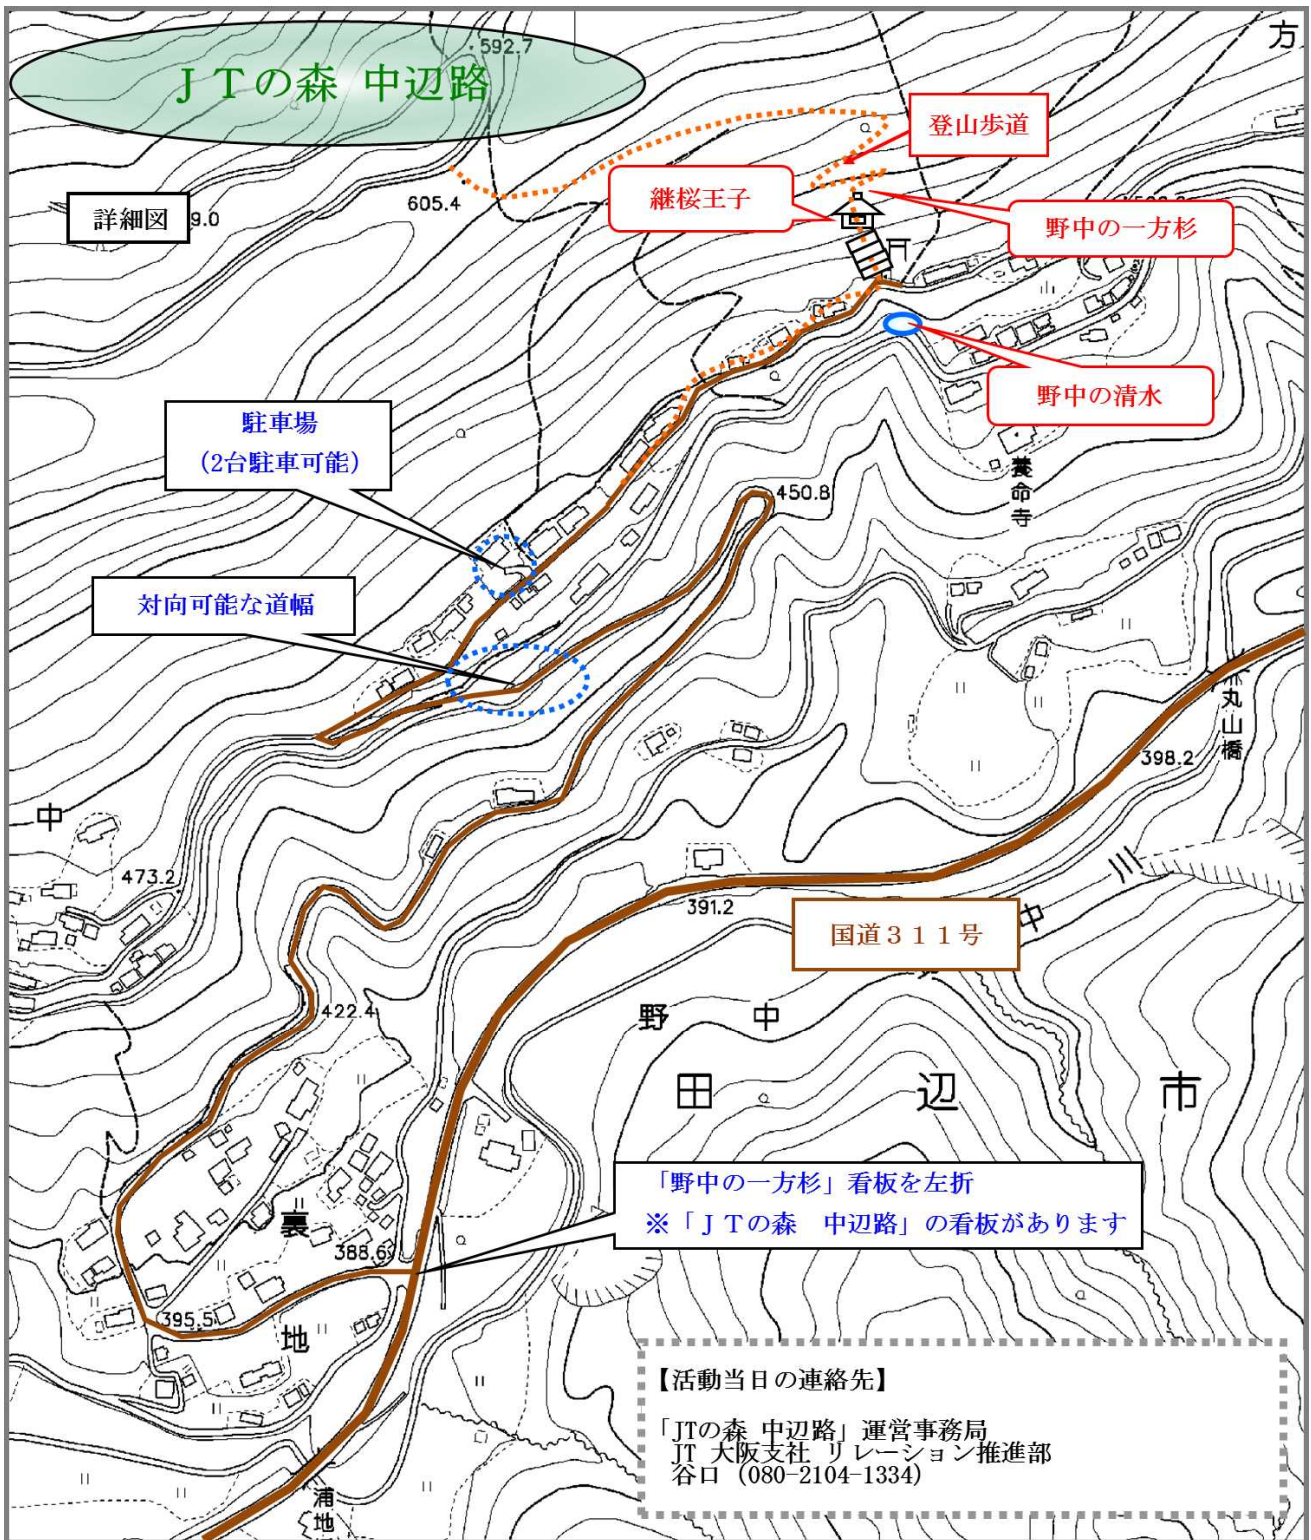 方
592.7
ＪＴの森 中辺路
登山歩道
継桜王子
詳細図
9.0
605.4
野中の一方杉
野中の清水
駐車場
(2台駐車可能)
450.8
養命寺
対向可能な道幅
丸山橋
398.2
中
473.2
川
391.2
中
国道３１１号
422.4
野 中
田 辺 市
「野中の一方杉」看板を左折
※「ＪＴの森　中辺路」の看板があります
裏
388.6
395.5
地
【活動当日の連絡先】
「JTの森 中辺路」運営事務局
JT 大阪支社 リレーション推進部
谷口（080-2104-1334）
浦地